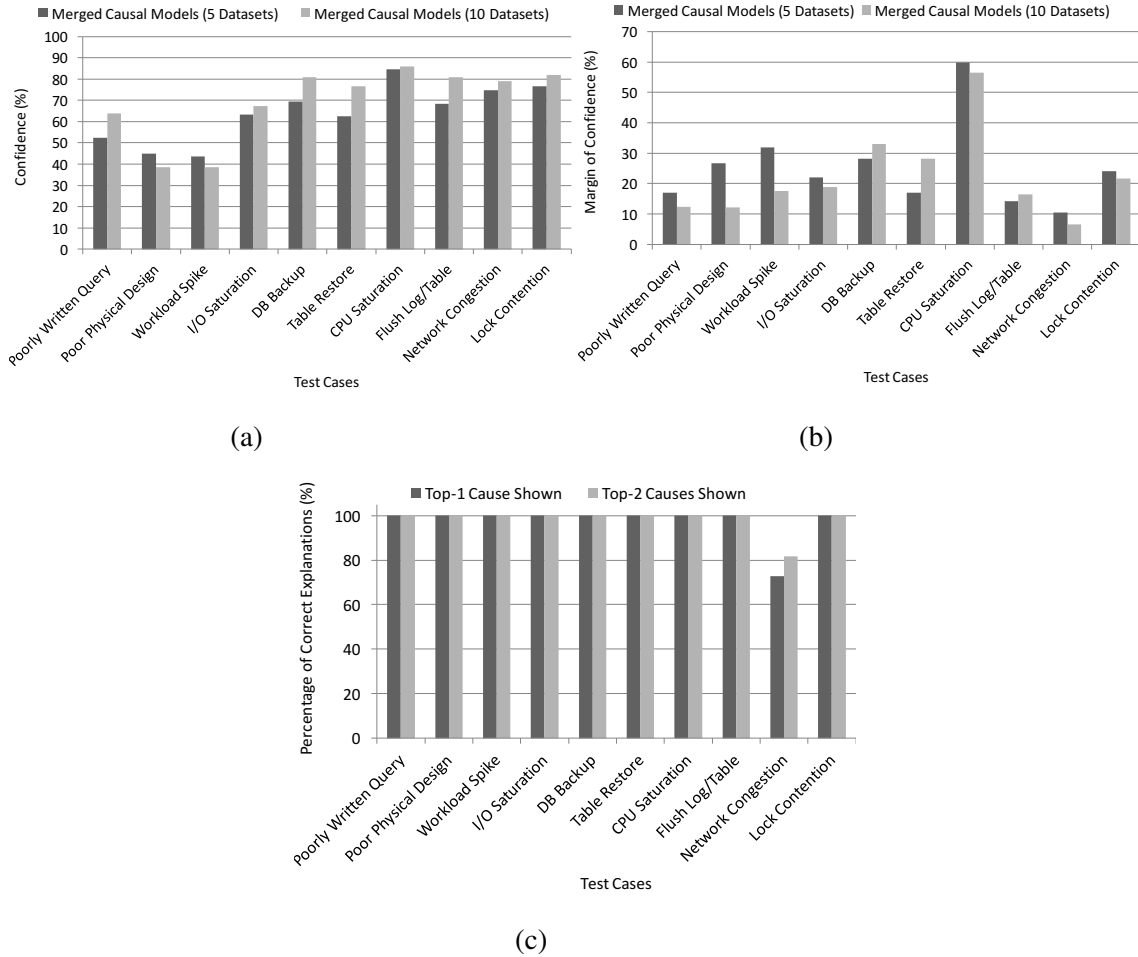 Merged Causal Models (5 Datasets) Merged Causal Models (10 Datasets)
Confidence (%)
100
90
80
70
60
50
40
30
20
10
0
Poorly Written Query
Poor Physical Design
Workload Spike
I/O Saturation
DB Backup
Table Restore
CPU Saturation
Flush Log/Table
Network Congestion
Lock Contention
Test Cases
(a)
Merged Causal Models (5 Datasets) Merged Causal Models (10 Datasets)
Margin of Confidence (%)
70
60
50
40
30
20
10
0
Poorly Written Query
Poor Physical Design
Workload Spike
I/O Saturation
DB Backup
Table Restore
CPU Saturation
Flush Log/Table
Network Congestion
Lock Contention
Test Cases
(b)
Top-1 Cause Shown Top-2 Causes Shown
Percentage of Correct Explanations (%)
100
80
60
40
20
0
Poorly Written Query
Poor Physical Design
Workload Spike
I/O Saturation
DB Backup
Table Restore
CPU Saturation
Flush Log/Table
Network Congestion
Lock Contention
Test Cases
(c)